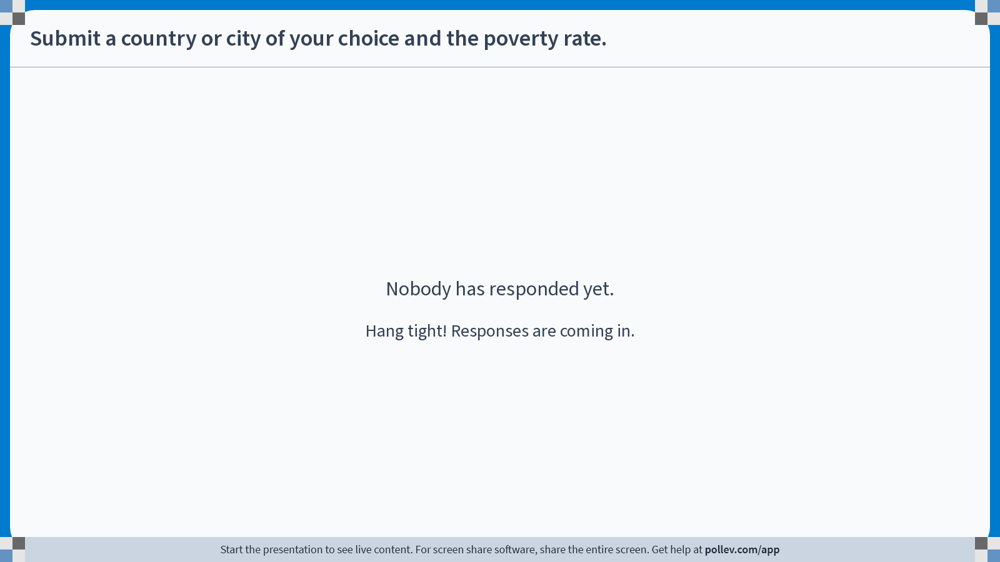 Submit a country or city of your choice and the poverty rate.
Nobody has responded yet.
Hang tight! Responses are coming in.
Start the presentation to see live content. For screen share software, share the entire screen. Get help at pollev.com/app